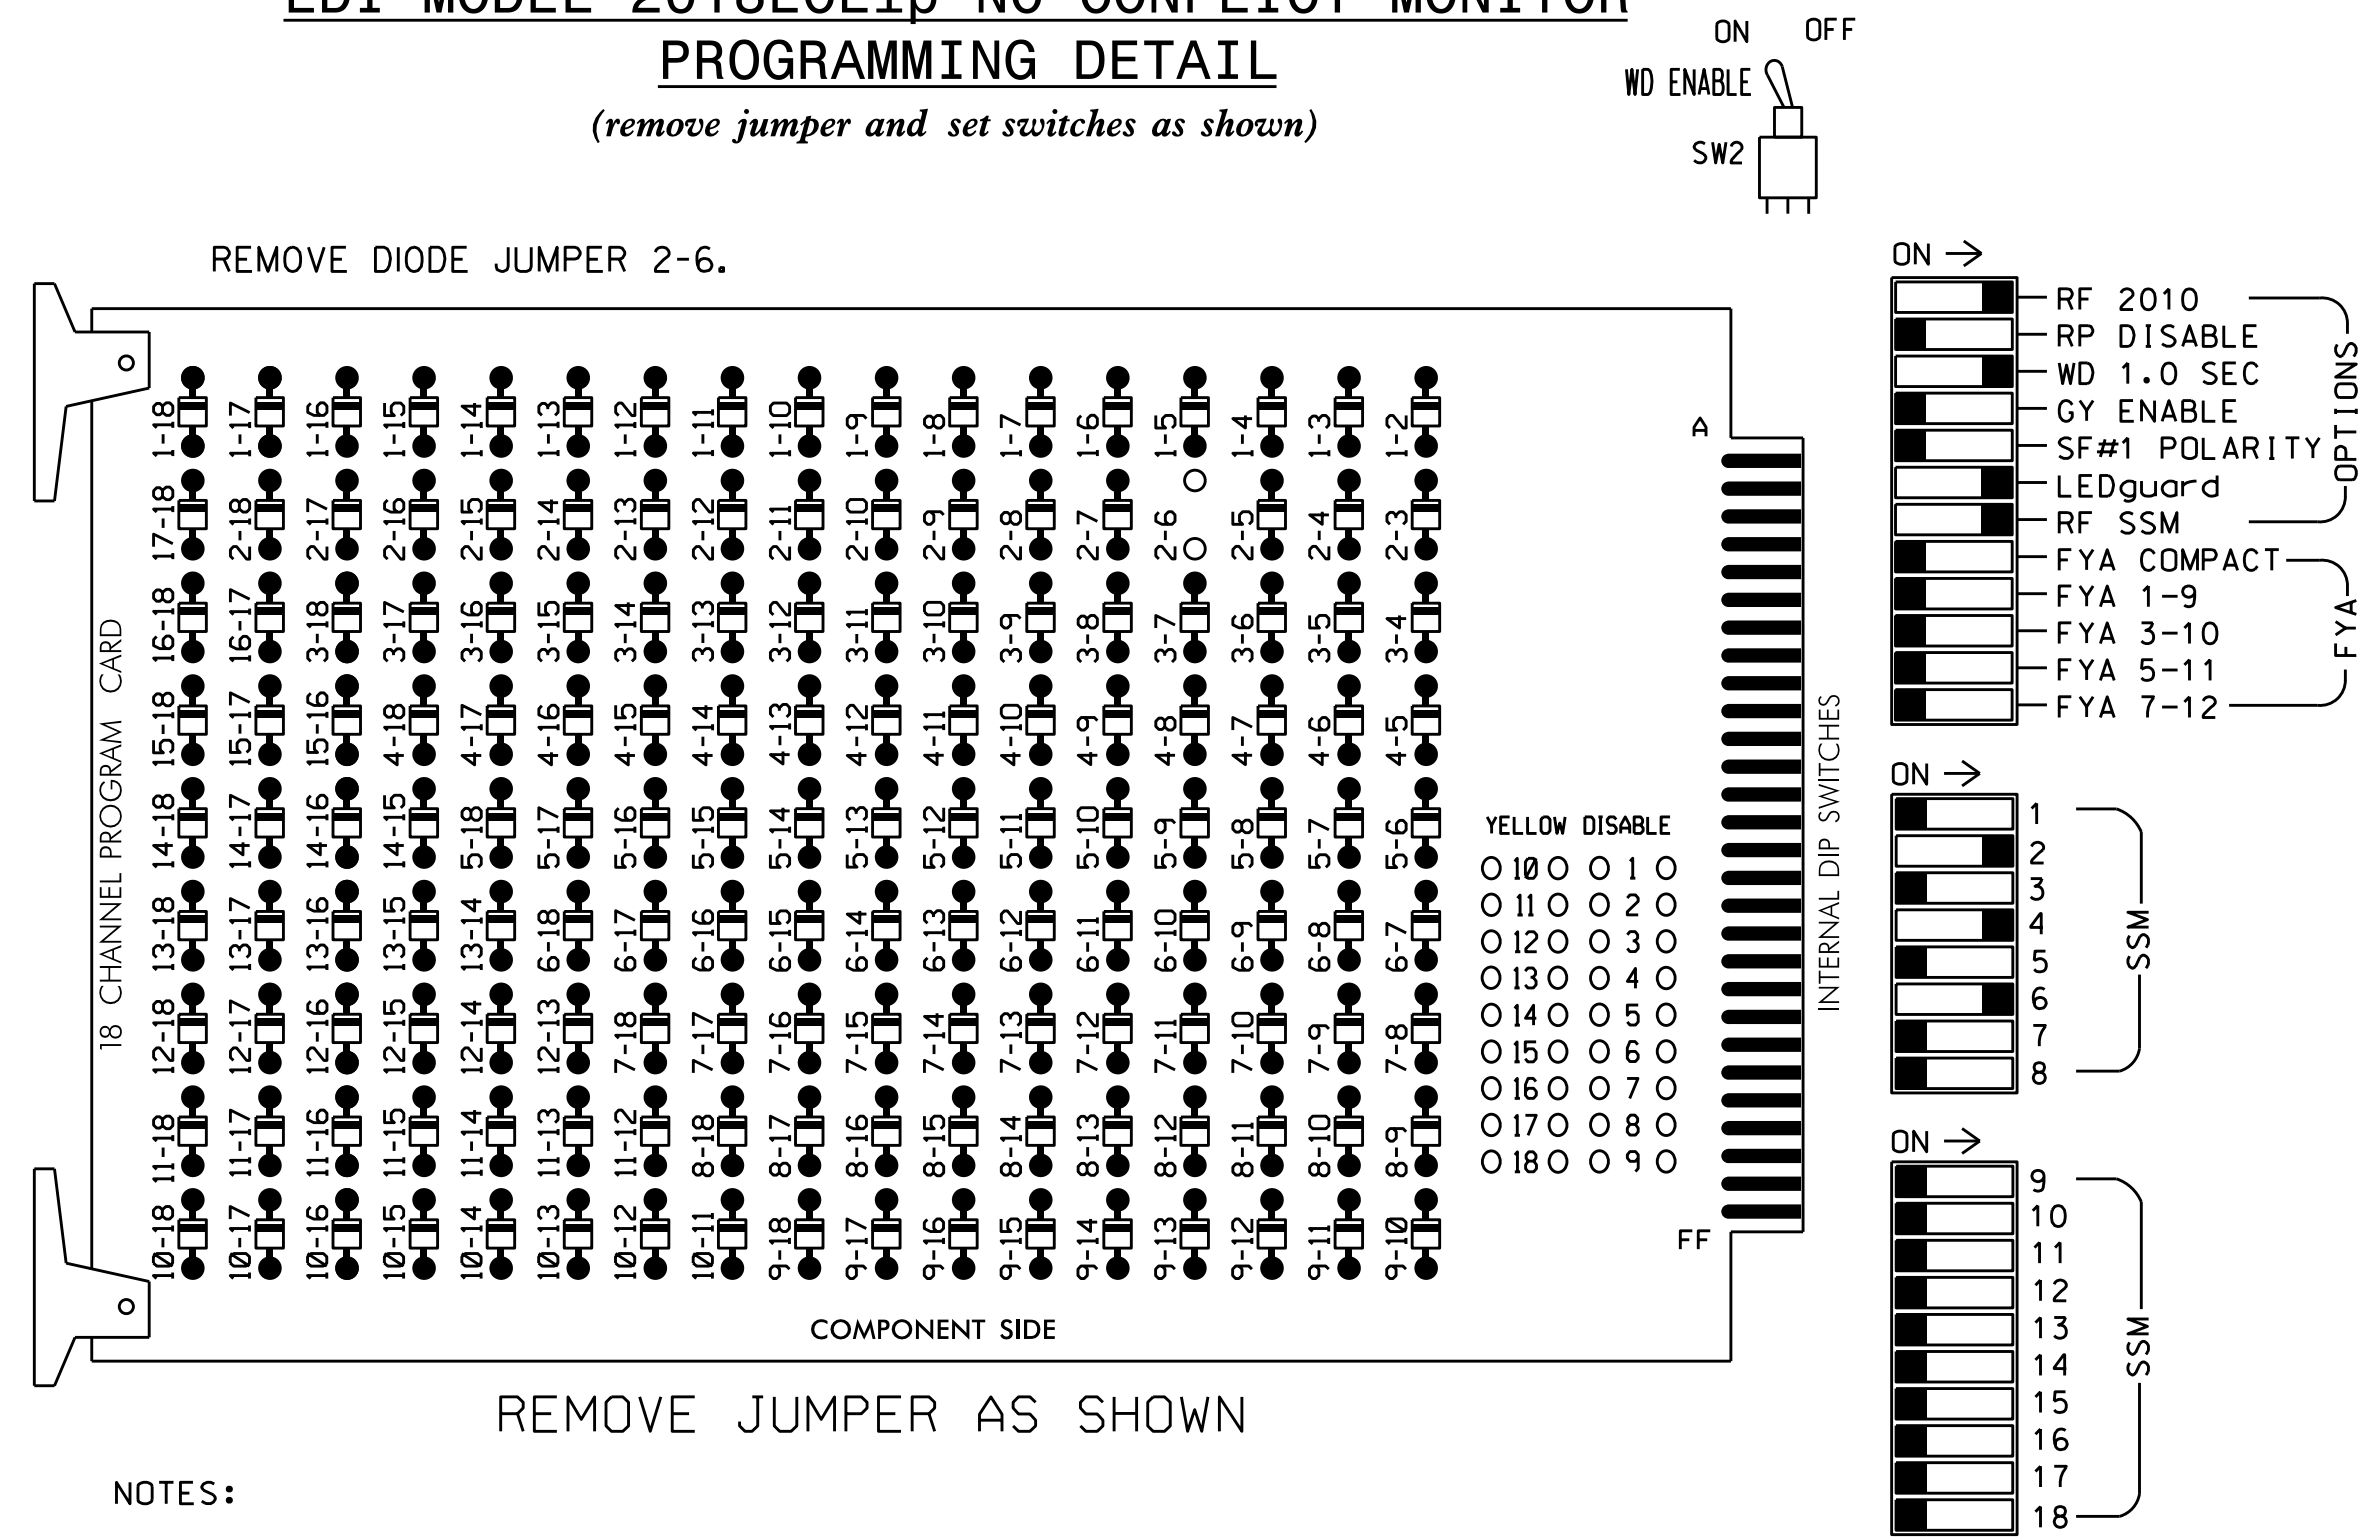 PROGRAMMING DETAIL
(remove jumper and set switches as shown)
ON OFF
WD ENABLE
SW2
REMOVE DIODE JUMPER 2-6.
18 CHANNEL PROGRAM CARD
1-18 1-17 1-16 1-15 1-14 1-13 1-12 1-11 1-10 1-9 1-8 1-7 1-6 1-5 1-4 1-3 1-2
17-18 2-18 2-17 2-16 2-15 2-14 2-13 2-12 2-11 2-10 2-9 2-8 2-7 2-6 2-5 2-4 2-3
16-18 16-17 3-18 3-17 3-16 3-15 3-14 3-13 3-12 3-11 3-10 3-9 3-8 3-7 3-6 3-5 3-4
15-18 15-17 15-16 4-18 4-17 4-16 4-15 4-14 4-13 4-12 4-11 4-10 4-9 4-8 4-7 4-6 4-5
14-18 14-17 14-16 14-15 5-18 5-17 5-16 5-15 5-14 5-13 5-12 5-11 5-10 5-9 5-8 5-7 5-6
13-18 13-17 13-16 13-15 13-14 6-18 6-17 6-16 6-15 6-14 6-13 6-12 6-11 6-10 6-9 6-8 6-7
12-18 12-17 12-16 12-15 12-14 12-13 7-18 7-17 7-16 7-15 7-14 7-13 7-12 7-11 7-10 7-9 7-8
11-18 11-17 11-16 11-15 11-14 11-13 11-12 8-18 8-17 8-16 8-15 8-14 8-13 8-12 8-11 8-10 8-9
10-18 10-17 10-16 10-15 10-14 10-13 10-12 10-11 9-18 9-17 9-16 9-15 9-14 9-13 9-12 9-11 9-10
A
YELLOW DISABLE
10 1
11 2
12 3
13 4
14 5
15 6
16 7
17 8
18 9
FF
COMPONENT SIDE
REMOVE JUMPER AS SHOWN
NOTES:
INTERNAL DIP SWITCHES
ON
RF 2010
RP DISABLE
WD 1.0 SEC
GY ENABLE
SF#1 POLARITY
LEDguard
RF SSM
OPTIONS
FYA COMPACT
FYA 1-9
FYA 3-10
FYA 5-11
FYA 7-12
FYA
ON
1
2
3
4
5
6
7
8
SSM
ON
9
10
11
12
13
14
15
16
17
18
SSM